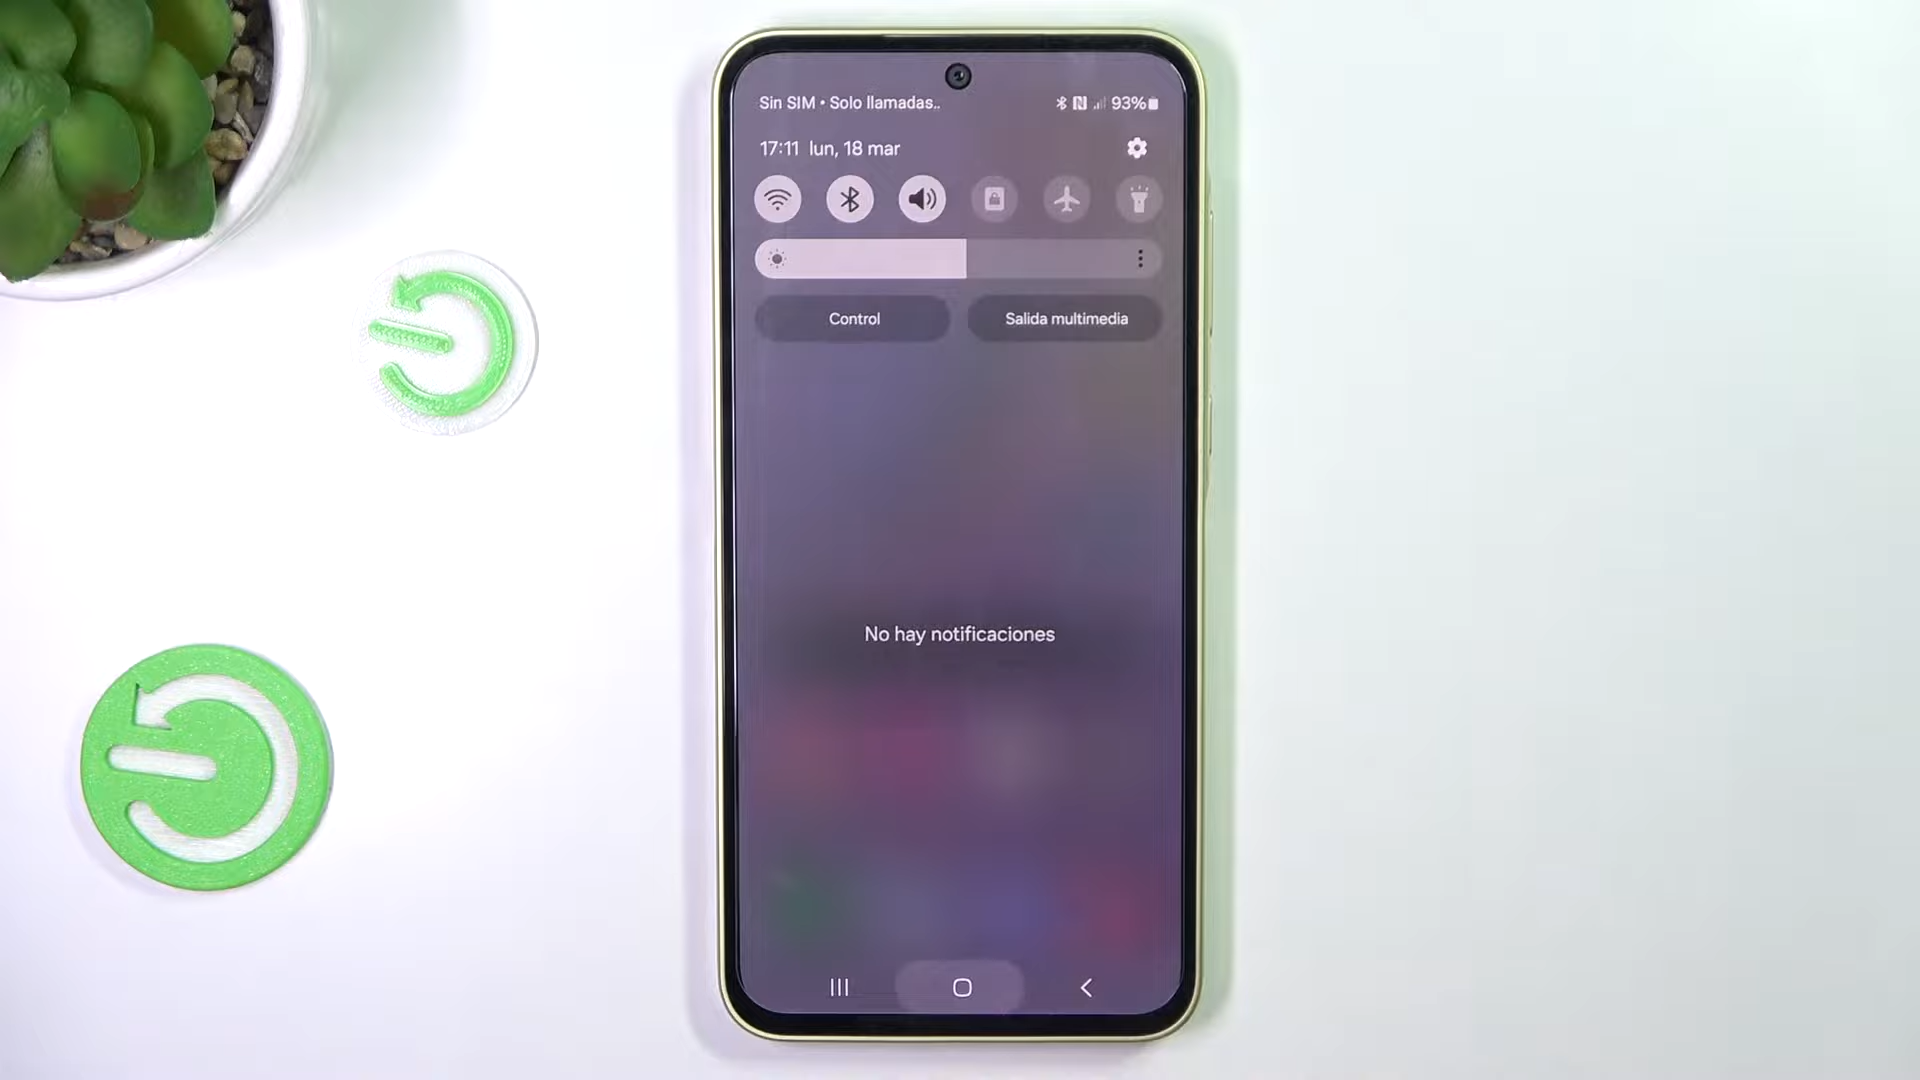 Sin SIM • Solo llamadas..
93%
17:11 lun, 18 mar
Control
Salida multimedia
No hay notificaciones